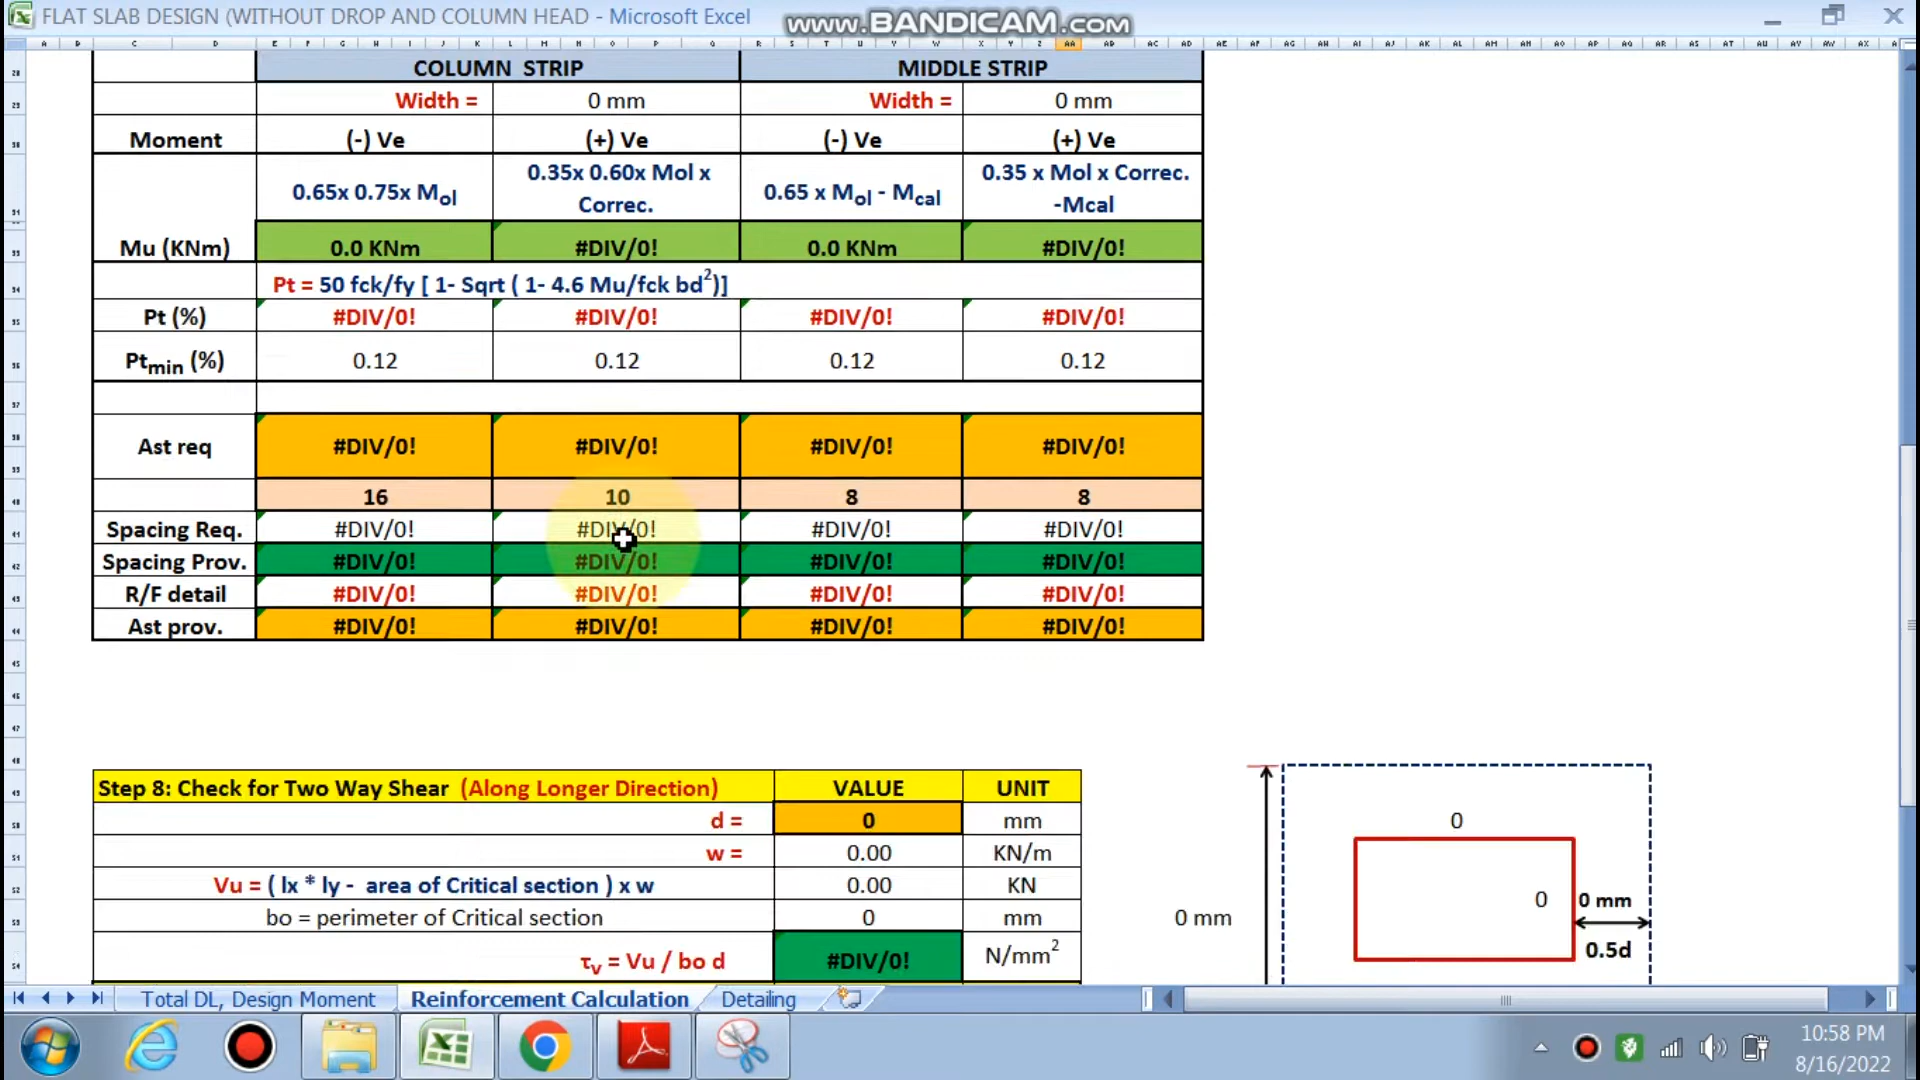 FLAT SLAB DESIGN (WITHOUT DROP AND COLUMN HEAD - Microsoft Excel
www.BANDICAM.com
COLUMN STRIP MIDDLE STRIP
Width = 0 mm Width = 0 mm
Moment (-) Ve (+) Ve (-) Ve (+) Ve
0.65x 0.75x Mol 0.35x 0.60x Mol x Correc. 0.65 x Mol - Mcal 0.35 x Mol x Correc. -Mcal
Mu (KNm) 0.0 KNm #DIV/0! 0.0 KNm #DIV/0!
Pt = 50 fck/fy [ 1- Sqrt ( 1- 4.6 Mu/fck bd2)]
Pt (%) #DIV/0! #DIV/0! #DIV/0! #DIV/0!
Ptmin (%) 0.12 0.12 0.12 0.12
Ast req #DIV/0! #DIV/0! #DIV/0! #DIV/0!
16 10 8 8
Spacing Req. #DIV/0! #DIV/0! #DIV/0! #DIV/0!
Spacing Prov. #DIV/0! #DIV/0! #DIV/0! #DIV/0!
R/F detail #DIV/0! #DIV/0! #DIV/0! #DIV/0!
Ast prov. #DIV/0! #DIV/0! #DIV/0! #DIV/0!
Step 8: Check for Two Way Shear (Along Longer Direction) VALUE UNIT
d = 0 mm
w = 0.00 KN/m
Vu = ( lx * ly - area of Critical section ) x w 0.00 KN
bo = perimeter of Critical section 0 mm
τv = Vu / bo d #DIV/0! N/mm2
0
0
0 mm
0 mm
0.5d
Total DL, Design Moment Reinforcement Calculation Detailing
10:58 PM
8/16/2022